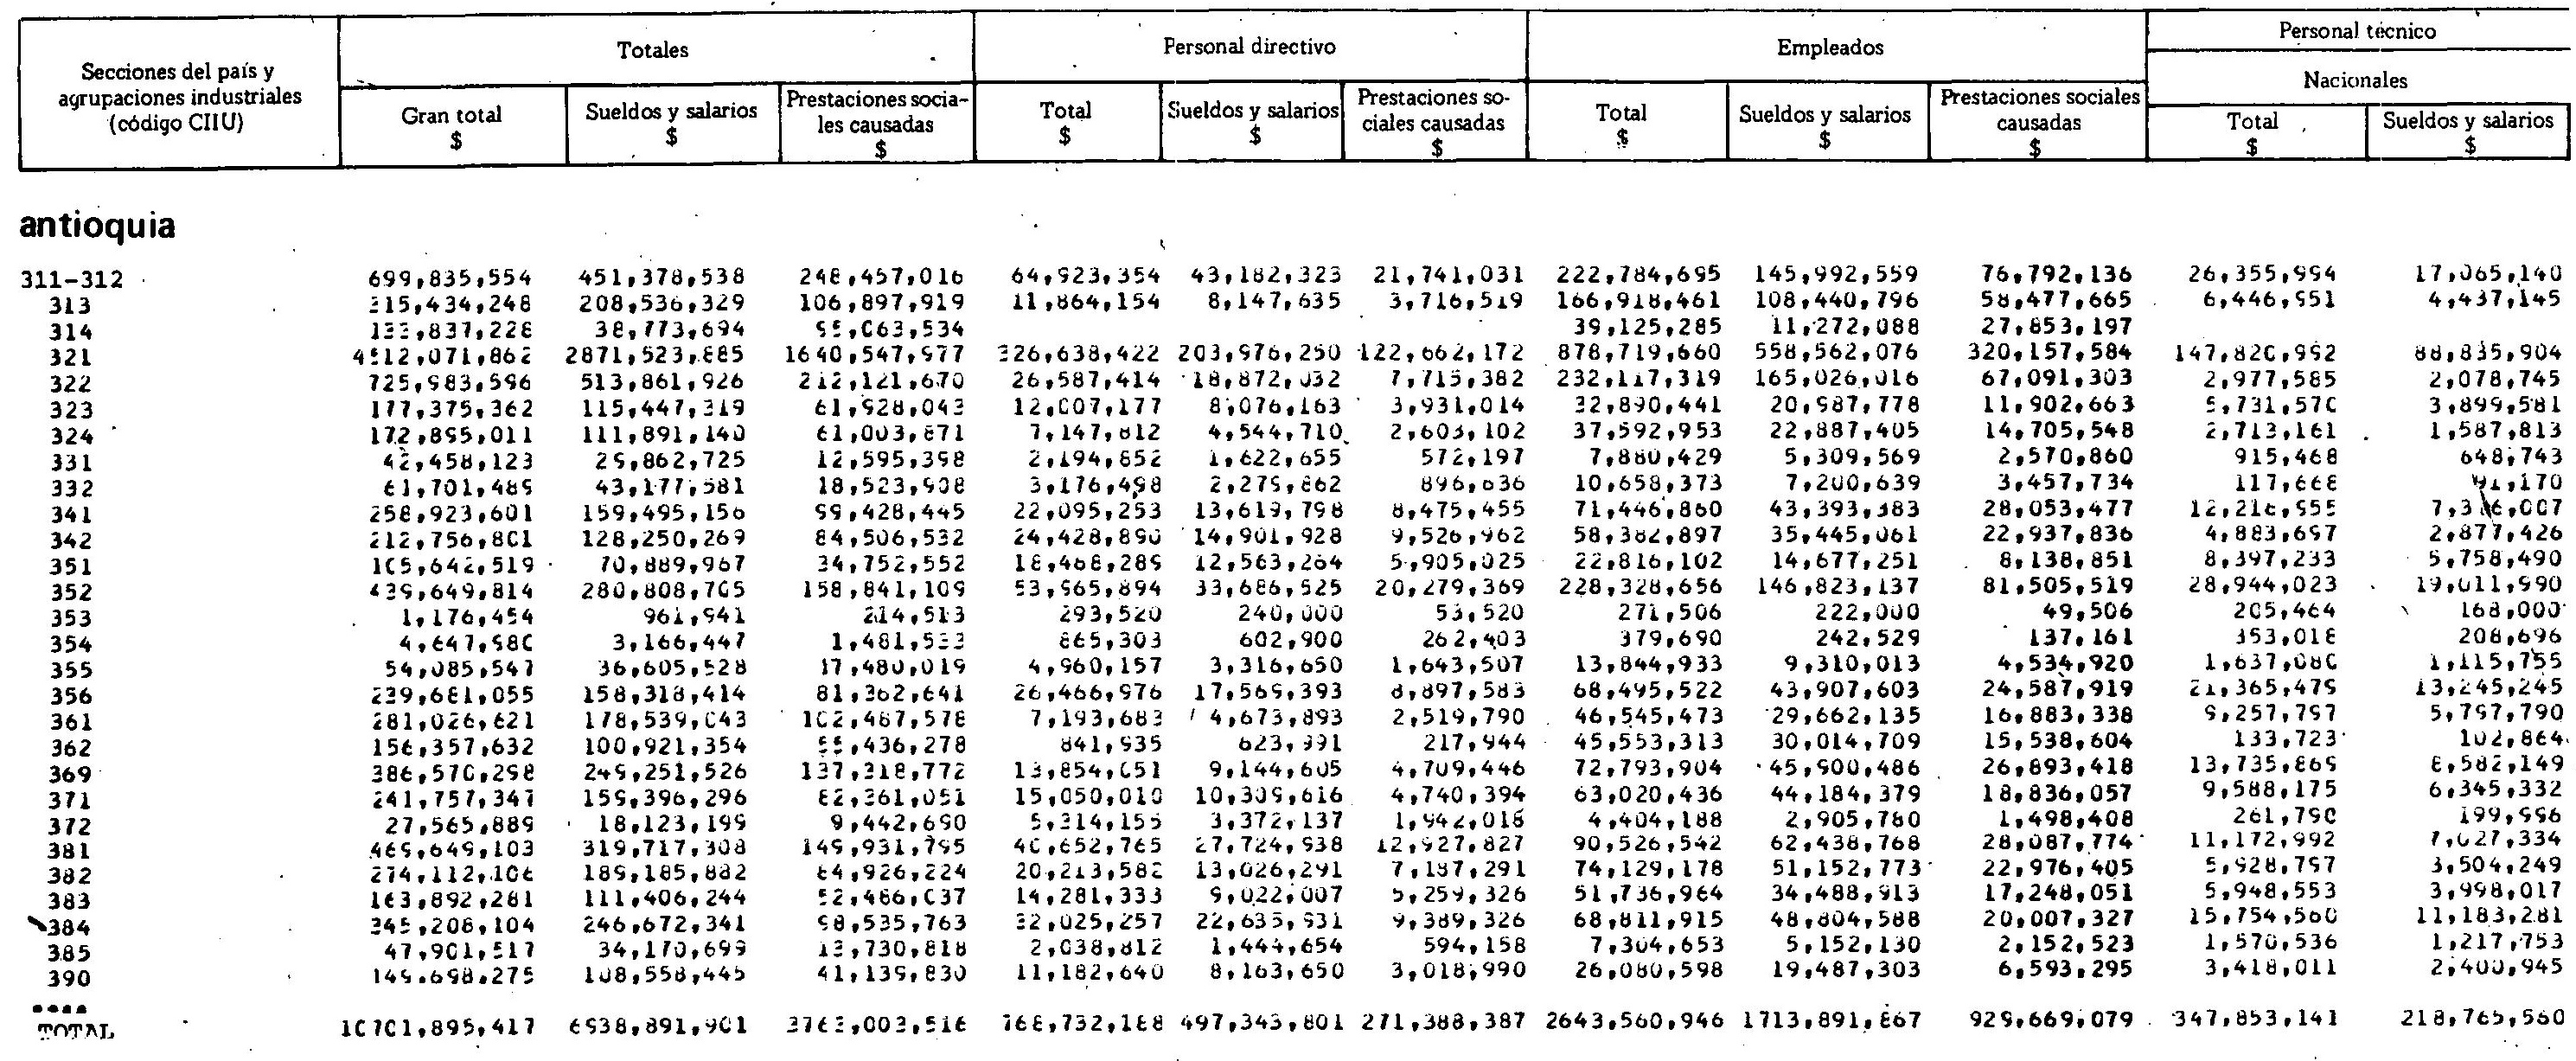 Secciones del país y agrupaciones industriales (código CIIU) | Totales | Personal directivo | Empleados | Personal técnico
Nacionales
Gran total $ | Sueldos y salarios $ | Prestaciones socia-les causadas $ | Total $ | Sueldos y salarios $ | Prestaciones so-ciales causadas $ | Total $ | Sueldos y salarios $ | Prestaciones sociales causadas $ | Total $ | Sueldos y salarios $
antioquia
311-312 699,835,554 451,378,538 248,457,016 64,923,354 43,182,323 21,741,031 222,784,695 145,992,559 76,792,136 26,355,954 17,065,140
313 315,434,248 208,536,329 106,897,919 11,864,154 8,147,635 3,716,519 166,918,461 108,440,796 58,477,665 6,446,951 4,437,145
314 133,837,228 38,773,694 95,063,534 39,125,285 11,272,088 27,853,197
321 4512,071,862 2871,523,885 1640,547,977 326,638,422 203,976,250 122,662,172 878,719,660 558,562,076 320,157,584 147,820,992 88,835,904
322 725,983,596 513,861,926 212,121,670 26,587,414 18,872,032 7,715,382 232,117,319 165,026,016 67,091,303 2,977,585 2,078,745
323 177,375,362 115,447,319 61,928,043 12,007,177 8,076,163 3,931,014 32,890,441 20,987,778 11,902,663 5,731,570 3,899,581
324 172,895,011 111,891,140 61,003,871 7,147,812 4,544,710 2,603,102 37,592,953 22,887,405 14,705,548 2,713,161 1,587,813
331 42,458,123 29,862,725 12,595,398 2,194,852 1,622,655 572,197 7,880,429 5,309,569 2,570,860 915,468 648,743
332 61,701,489 43,177,581 18,523,908 3,176,498 2,279,862 896,636 10,658,373 7,200,639 3,457,734 117,668 91,170
341 258,923,601 159,495,156 99,428,445 22,095,253 13,619,798 8,475,455 71,446,860 43,393,383 28,053,477 12,216,955
342 212,756,801 128,250,269 84,506,532 24,428,890 14,901,928 9,526,962 58,382,897 35,445,061 22,937,836 4,883,697 2,877,426
351 105,642,519 70,889,967 34,752,552 18,468,289 12,563,264 5,905,025 22,816,102 14,677,251 8,138,851 8,397,233 5,758,490
352 439,649,814 280,808,705 158,841,109 53,965,894 33,686,525 20,279,369 228,328,656 146,823,137 81,505,519 28,944,023 19,011,990
353 1,176,454 961,941 214,513 293,520 240,000 53,520 271,506 222,000 49,506 205,464 168,000
354 4,647,980 3,166,447 1,481,533 865,303 602,900 262,403 379,690 242,529 137,161 353,018 208,696
355 54,085,547 36,605,528 17,480,019 4,960,157 3,316,650 1,643,507 13,844,933 9,310,013 4,534,920 1,637,080 1,115,755
356 239,681,055 158,318,414 81,362,641 26,466,976 17,569,393 8,897,583 68,495,522 43,907,603 24,587,919 21,365,479 13,245,245
361 281,026,621 178,539,043 102,487,578 7,193,683 4,673,893 2,519,790 46,545,473 29,662,135 16,883,338 9,257,797 5,797,790
362 156,357,632 100,921,354 55,436,278 841,935 623,991 217,944 45,553,313 30,014,709 15,538,604 133,723 102,864
369 386,570,298 249,251,526 137,318,772 13,854,051 9,144,605 4,709,446 72,793,904 45,900,486 26,893,418 13,735,869 8,582,149
371 241,757,347 159,396,296 82,361,051 15,050,010 10,309,616 4,740,394 63,020,436 44,184,379 18,836,057 9,588,175 6,345,332
372 27,565,889 18,123,199 9,442,690 5,314,155 3,372,137 1,942,018 4,404,188 2,905,780 1,498,408 261,790 199,996
381 469,649,103 319,717,308 149,931,795 40,652,765 27,724,938 12,927,827 90,526,542 62,438,768 28,087,774 11,172,992 7,027,334
382 274,112,106 189,185,882 84,926,224 20,213,582 13,026,291 7,187,291 74,129,178 51,152,773 22,976,405 5,928,797 3,504,249
383 163,892,281 111,406,244 52,486,037 14,281,333 9,022,007 5,259,326 51,736,964 34,488,913 17,248,051 5,948,553 3,998,017
384 345,208,104 246,672,341 98,535,763 32,025,257 22,635,931 9,389,326 68,811,915 48,804,588 20,007,327 15,754,560 11,183,281
385 47,901,517 34,170,699 13,730,818 2,038,812 1,444,654 594,158 7,304,653 5,152,130 2,152,523 1,570,536 1,217,753
390 149,698,275 108,558,445 41,139,830 11,182,640 8,163,650 3,018,990 26,080,598 19,487,303 6,593,295 3,418,011 2,400,945
TOTAL 10701,895,417 6938,891,901 3763,003,516 768,732,188 497,343,801 271,388,387 2643,560,946 1713,891,867 929,669,079 347,853,141 218,765,560